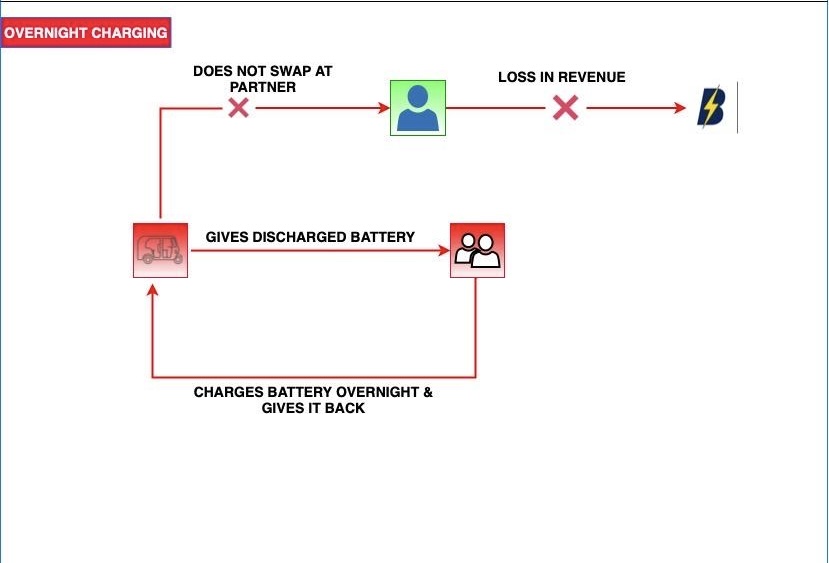 OVERNIGHT CHARGING
DOES NOT SWAP AT
PARTNER
LOSS IN REVENUE
B
GIVES DISCHARGED BATTERY
CHARGES BATTERY OVERNIGHT &
GIVES IT BACK